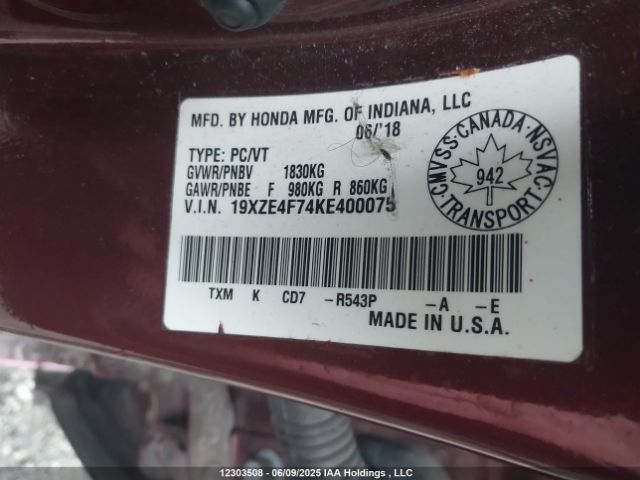 MFD. BY HONDA MFG. OF INDIANA, LLC
06/'18
TYPE: PC/VT
GVWR/PNBV 1830KG
GAWR/PNBE F 980KG R 860KG
V.I.N. 19XZE4F74KE400075
CMVSS·CANADA·NSVAC
942
TRANSPORT
TXM K CD7 -R543P -A -E
MADE IN U.S.A.
12303508 - 06/09/2025 IAA Holdings , LLC